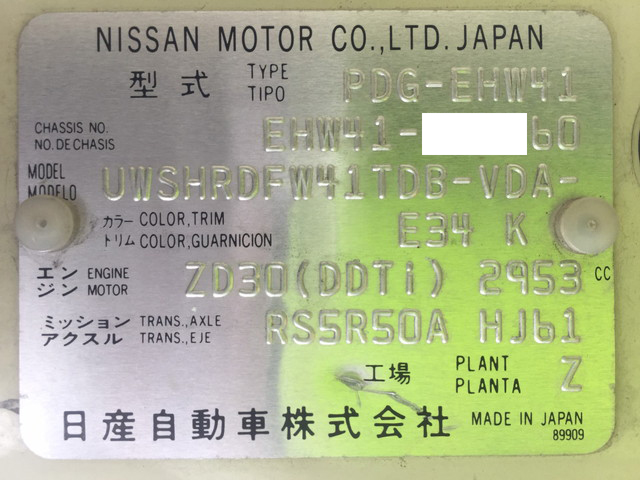 NISSAN MOTOR CO.,LTD. JAPAN
型式 TYPE TIPO PDG-EHW41
CHASSIS NO. NO. DE CHASIS EHW41- 60
MODEL MODELO UWSHRDFW41TDB-VDA-
カラー COLOR, TRIM トリム COLOR, GUARNICION E34 K
エンジン ENGINE MOTOR ZD30(DDTi) 2953 CC
ミッション TRANS., AXLE アクスル TRANS., EJE RS5R50A HJ61
工場 PLANT PLANTA Z
日産自動車株式会社 MADE IN JAPAN
89909